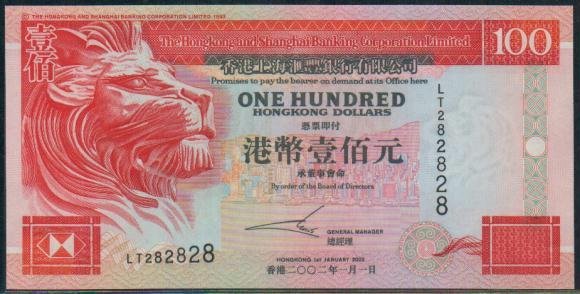 © THE HONGKONG AND SHANGHAI BANKING CORPORATION LIMITED 1993
壹佰
The Hongkong and Shanghai Banking Corporation Limited
100
香港上海滙豐銀行有限公司
Promises to pay the bearer on demand at its Office here
ONE HUNDRED
HONGKONG DOLLARS
憑票即付
港幣壹佰元
承董事會命
By order of the Board of Directors
LT282828
GENERAL MANAGER
總經理
LT282828
HONGKONG 1st JANUARY 2002
香港二〇〇二年一月一日